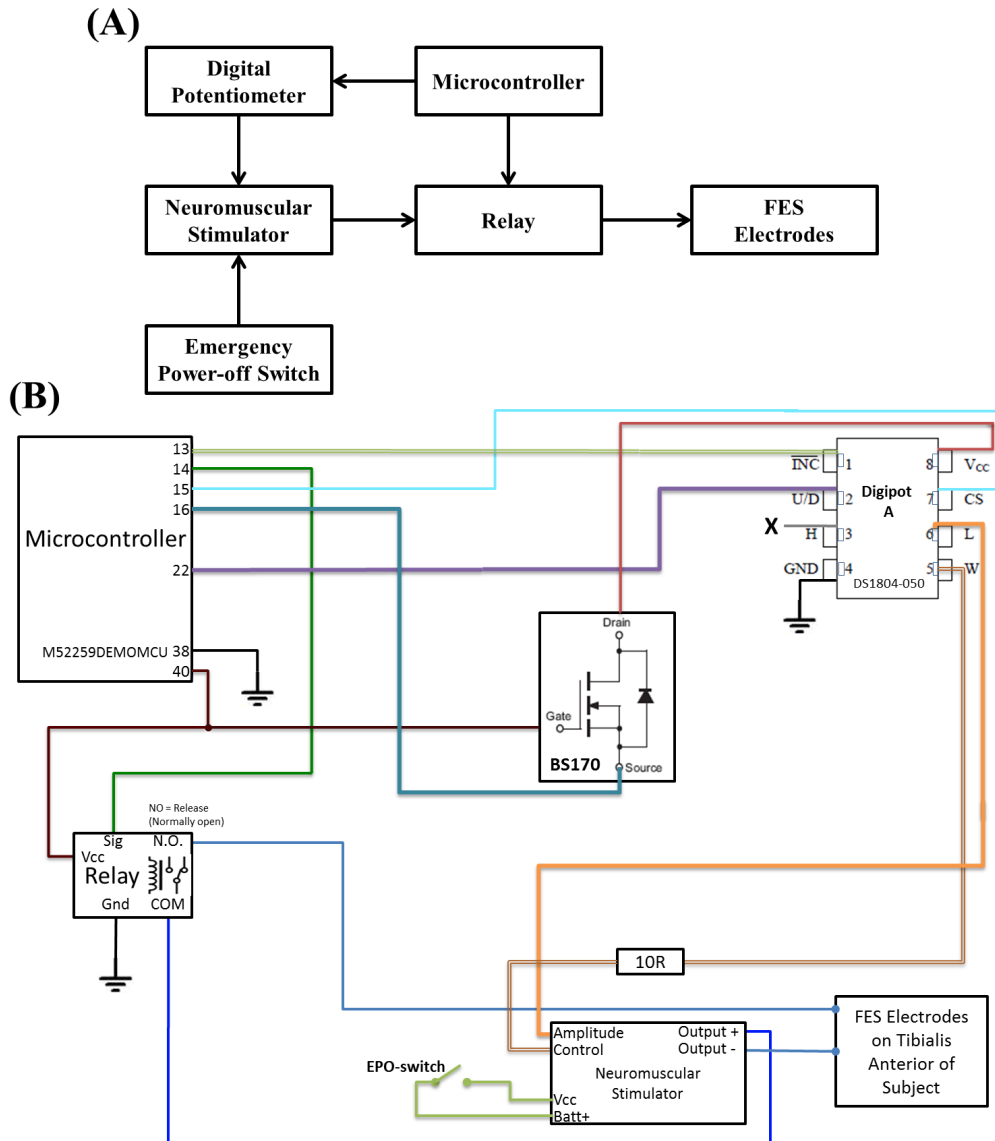 (A)
Digital
Potentiometer
Microcontroller
Neuromuscular
Stimulator
Relay
FES
Electrodes
Emergency
Power-off Switch
(B)
13
14
15
16
Microcontroller
22
M52259DEMOMCU 38
40
INC 1
8 Vcc
U/D 2
Digipot
A
7 CS
X
H 3
6 L
GND 4
5 W
DS1804-050
Drain
Gate
BS170
Source
NO = Release
(Normally open)
Sig N.O.
Vcc
Relay
Gnd COM
10R
Amplitude
Control
Output +
Output -
Neuromuscular
Stimulator
Vcc
Batt+
EPO-switch
FES Electrodes
on Tibialis
Anterior of
Subject